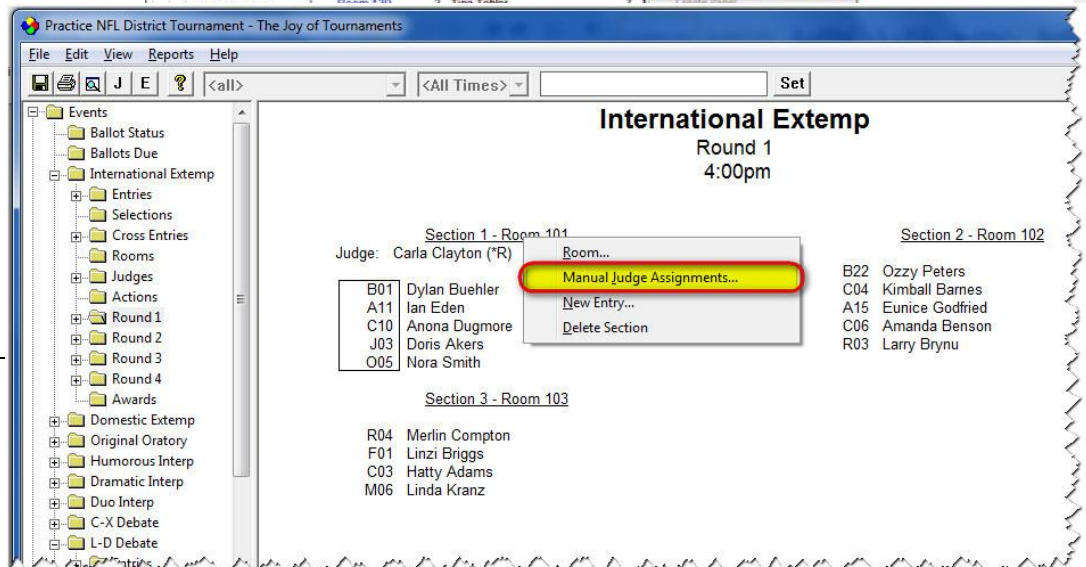 Room 120 3 Tina Tobler
Practice NFL District Tournament - The Joy of Tournaments
File Edit View Reports Help
J E ? <all> <All Times> Set
Events
Ballot Status
Ballots Due
International Extemp
Entries
Selections
Cross Entries
Rooms
Judges
Actions
Round 1
Round 2
Round 3
Round 4
Awards
Domestic Extemp
Original Oratory
Humorous Interp
Dramatic Interp
Duo Interp
C-X Debate
L-D Debate
Entries
International Extemp
Round 1
4:00pm
Section 1 - Room 101
Judge: Carla Clayton (*R)
B01 Dylan Buehler
A11 Ian Eden
C10 Anona Dugmore
J03 Doris Akers
O05 Nora Smith
Room...
Manual Judge Assignments...
New Entry...
Delete Section
Section 2 - Room 102
B22 Ozzy Peters
C04 Kimball Barnes
A15 Eunice Godfried
C06 Amanda Benson
R03 Larry Brynu
Section 3 - Room 103
R04 Merlin Compton
F01 Linzi Briggs
C03 Hatty Adams
M06 Linda Kranz